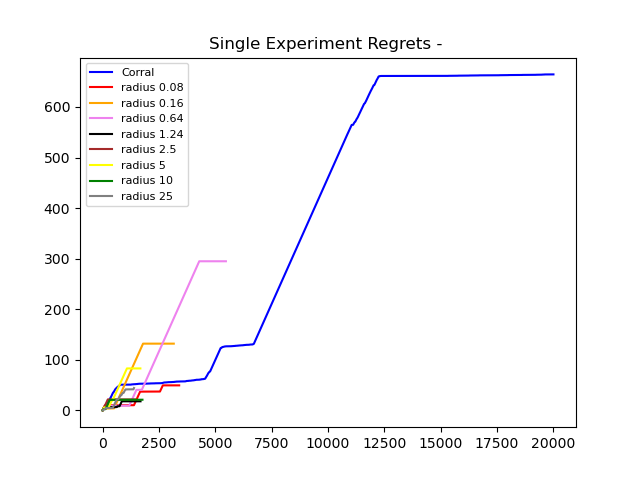 Single Experiment Regrets -
Corral
radius 0.08
radius 0.16
radius 0.64
radius 1.24
radius 2.5
radius 5
radius 10
radius 25
600
500
400
300
200
100
0
0 2500 5000 7500 10000 12500 15000 17500 20000